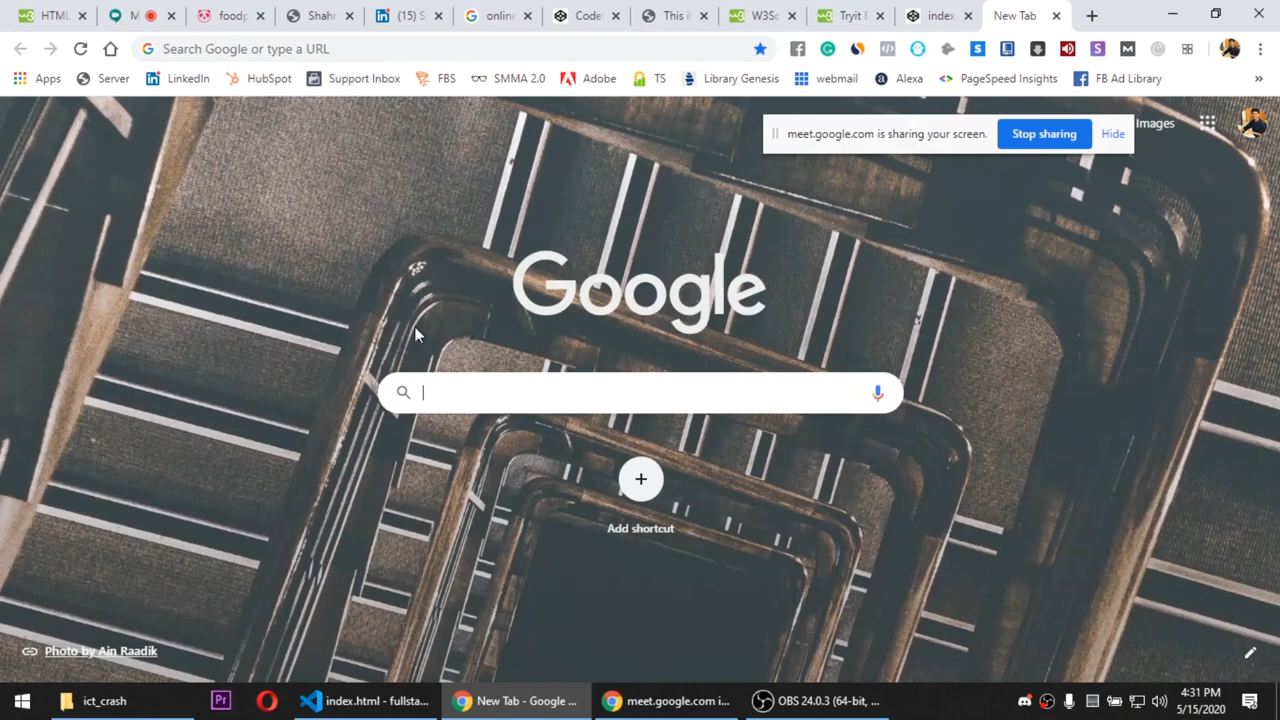 HTML
M
foodp
Shahr
(15) S
online
Code
This is
W3Sc
Tryit E
index
New Tab
Search Google or type a URL
Apps
Server
LinkedIn
HubSpot
Support Inbox
FBS
SMMA 2.0
Adobe
TS
Library Genesis
webmail
Alexa
PageSpeed Insights
FB Ad Library
»
meet.google.com is sharing your screen.
Stop sharing
Hide
Images
Google
Add shortcut
Photo by Ain Raadik
ict_crash
Pr
index.html - fullsta...
New Tab - Google ...
meet.google.com i...
OBS 24.0.3 (64-bit, ...
4:31 PM
5/15/2020